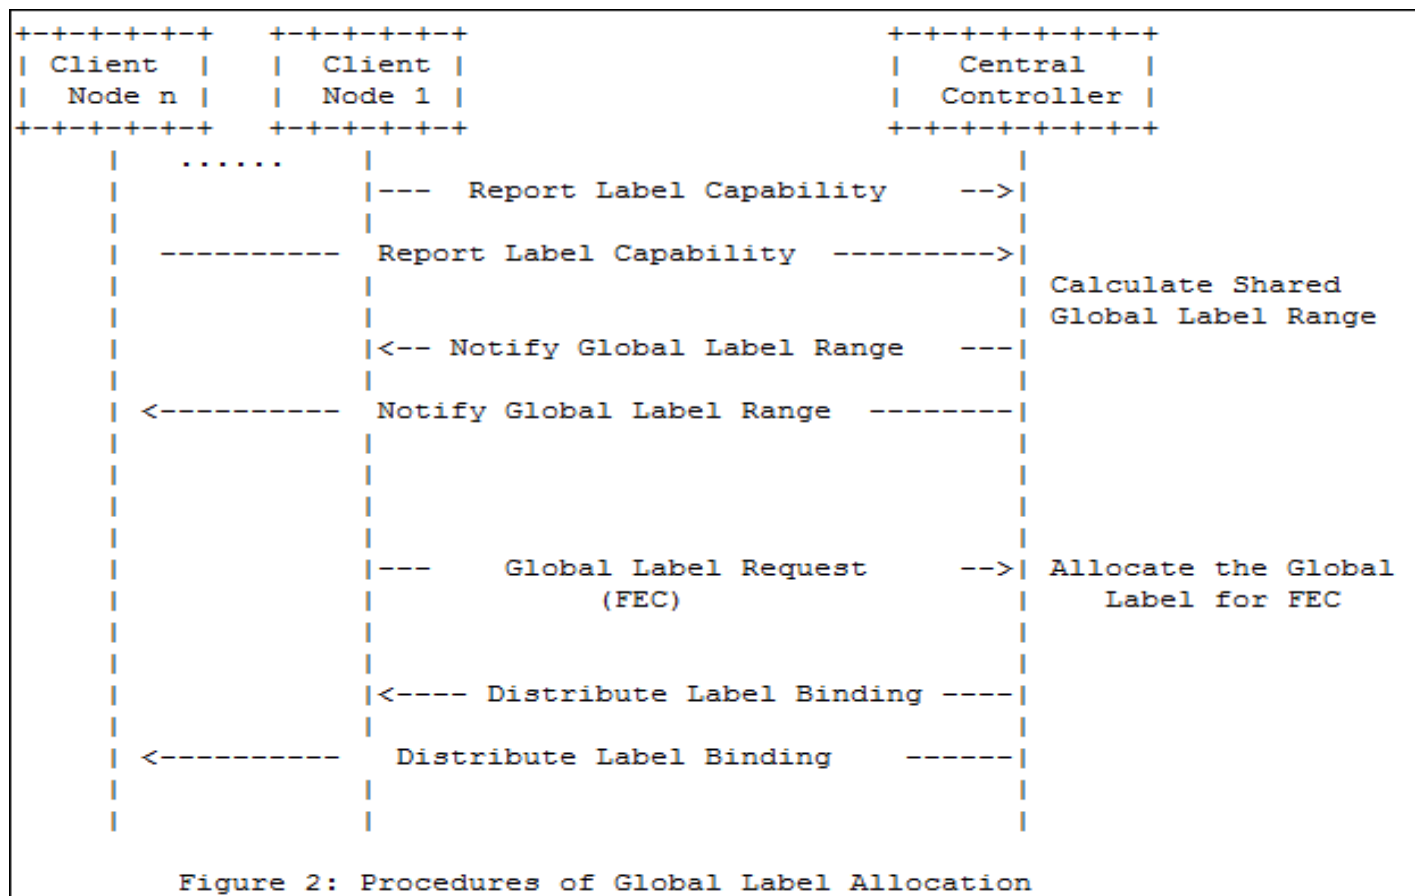 +-+-+-+-+-+   +-+-+-+-+-+                       +-+-+-+-+-+-+-+
|  Client   |   |   Client  |                       |    Central    |
|   Node n  |   |   Node 1  |                       |   Controller  |
+-+-+-+-+-+   +-+-+-+-+-+                       +-+-+-+-+-+-+-+
| ...... | |
| |--- Report Label Capability -->|
| | |
| ---------- Report Label Capability --------->|
| | | Calculate Shared
| | | Global Label Range
| |<-- Notify Global Label Range ---|
| | |
| <---------- Notify Global Label Range --------|
| | |
| | |
| | |
| | |
| |--- Global Label Request -->| Allocate the Global
| | (FEC) | Label for FEC
| | |
| | |
| |<---- Distribute Label Binding ----|
| | |
| <---------- Distribute Label Binding ------|
| | |
| | |
Figure 2: Procedures of Global Label Allocation